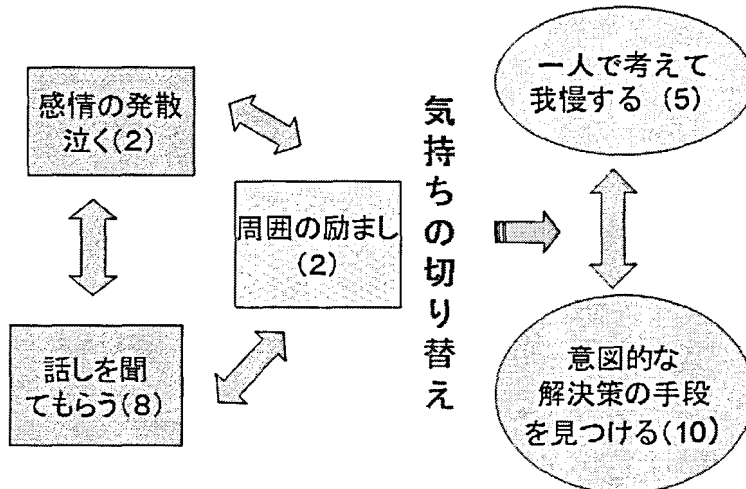 感情の発散
泣く(2)
周囲の励まし
(2)
話しを聞
てもらう(8)
気持ちの切り替え
一人で考えて
我慢する (5)
意図的な
解決策の手段
を見つける(10)